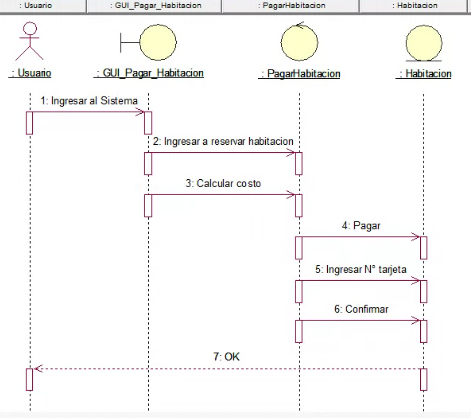 : Usuario
: GUI_Pagar_Habitacion
: PagarHabitacion
: Habitacion
: Usuario
: GUI_Pagar_Habitacion
: PagarHabitacion
: Habitacion
1: Ingresar al Sistema
2: Ingresar a reservar habitacion
3: Calcular costo
4: Pagar
5: Ingresar N° tarjeta
6: Confirmar
7: OK